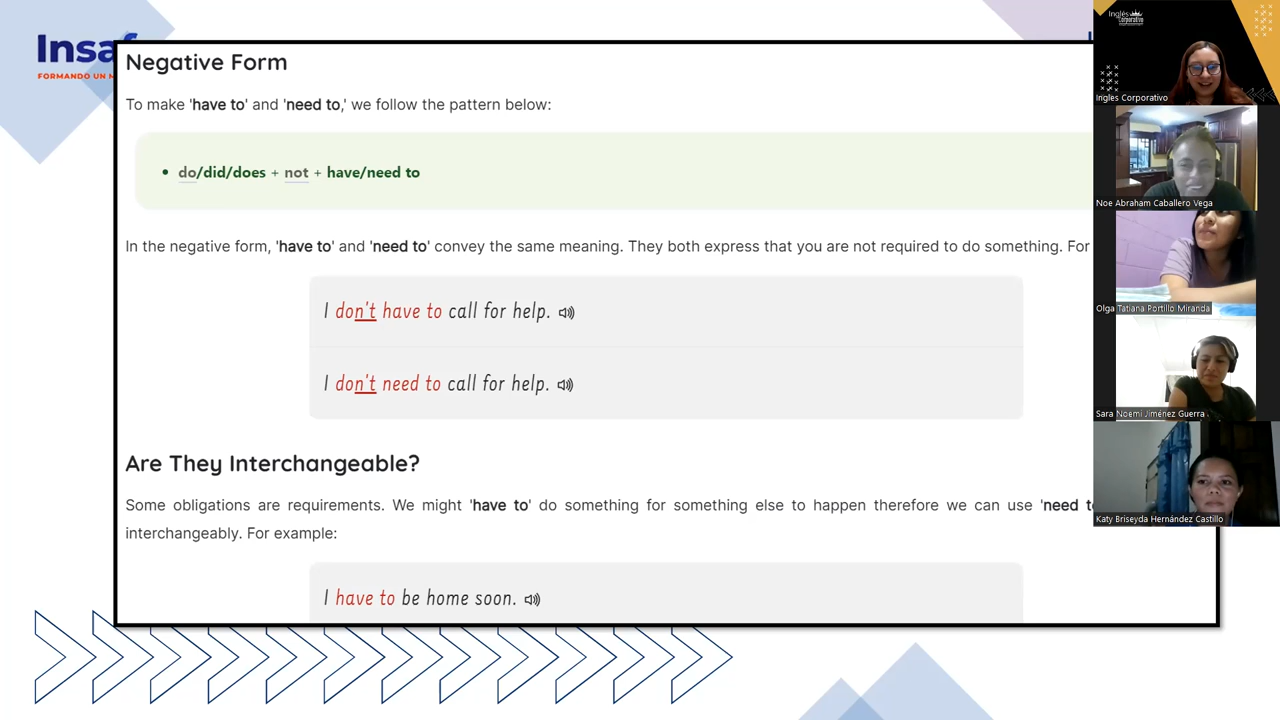 Insaf
FORMANDO UN
Negative Form
To make 'have to' and 'need to,' we follow the pattern below:
• do/did/does + not + have/need to
In the negative form, 'have to' and 'need to' convey the same meaning. They both express that you are not required to do something. For
I don't have to call for help.
I don't need to call for help.
Are They Interchangeable?
Some obligations are requirements. We might 'have to' do something for something else to happen therefore we can use 'need
interchangeably. For example:
I have to be home soon.
Inglés
Corporativo
Ingles Corporativo
Noe Abraham Caballero Vega
Olga Tatiana Portillo Miranda
Sara Noemi Jiménez Guerra
Katy Briseyda Hernández Castillo